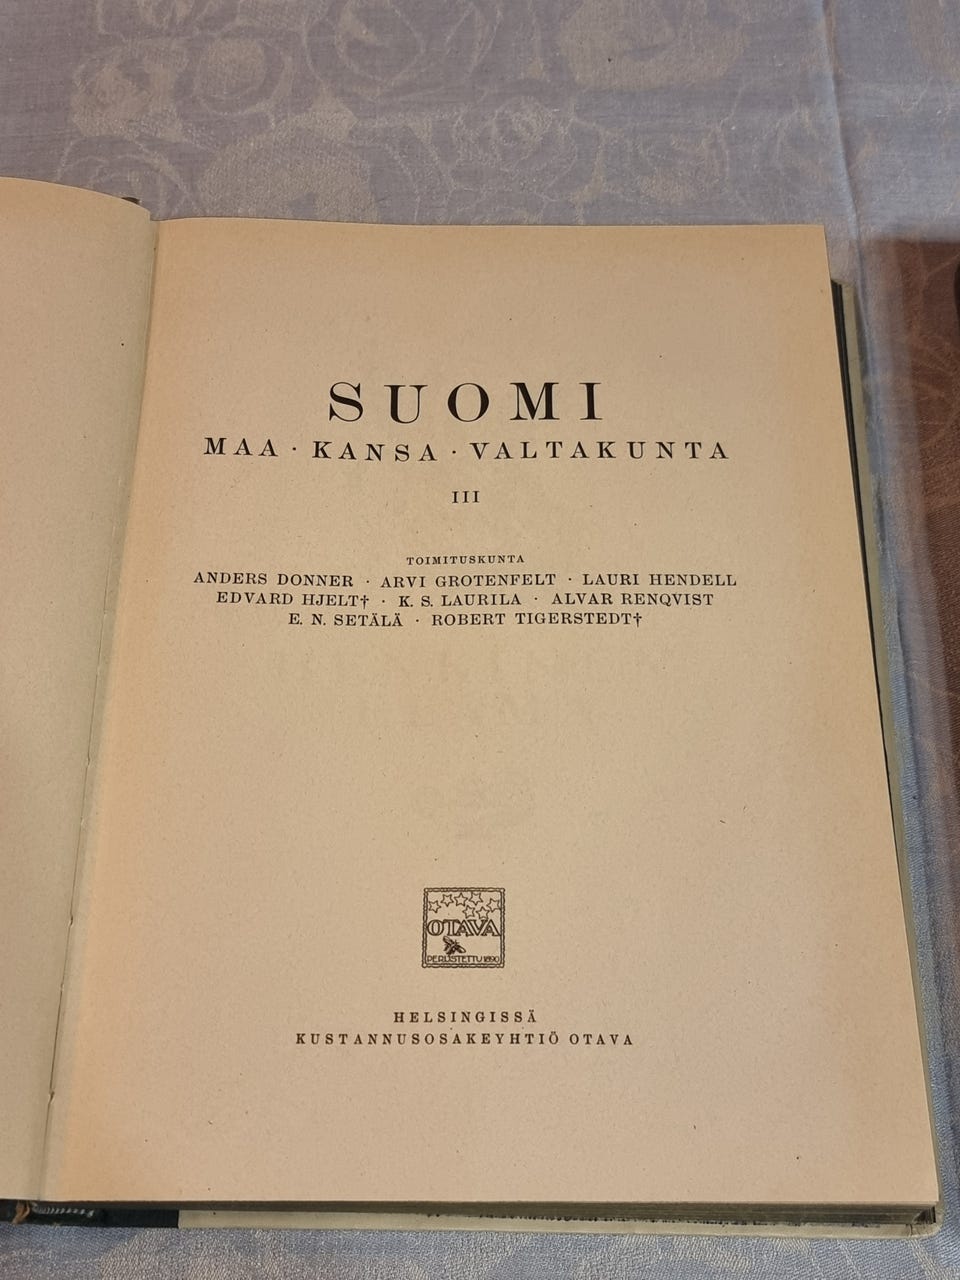 SUOMI
MAA · KANSA · VALTAKUNTA
III
TOIMITUSKUNTA
ANDERS DONNER · ARVI GROTENFELT · LAURI HENDELL
EDVARD HJELT† · K. S. LAURILA · ALVAR RENQVIST
E. N. SETÄLÄ · ROBERT TIGERSTEDT†
OTAVA
PERUSTETTU 1890
HELSINGISSÄ
KUSTANNUSOSAKEYHTIÖ OTAVA